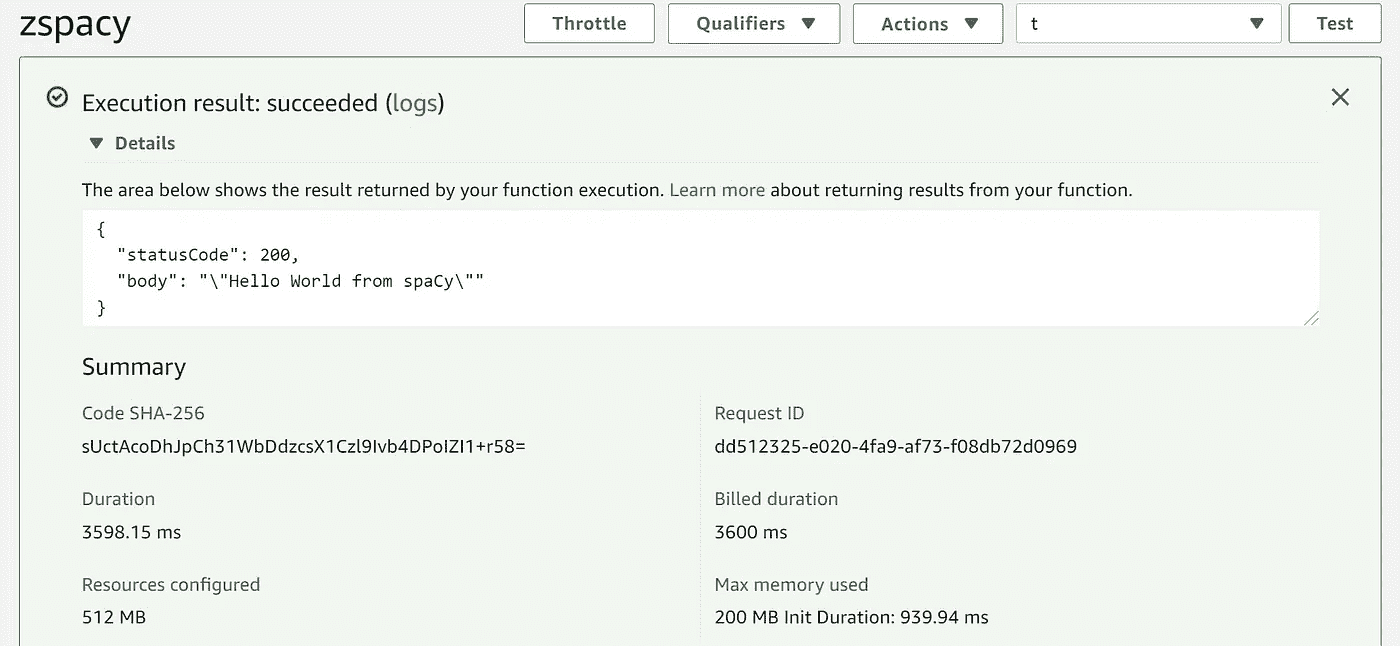 zspacy
Throttle
Qualifiers
Actions
t
Test
Execution result: succeeded (logs)
Details
The area below shows the result returned by your function execution. Learn more about returning results from your function.
{
"statusCode": 200,
"body": "\"Hello World from spaCy\""
}
Summary
Code SHA-256
sUctAcoDhJpCh31WbDdzcsX1Czl9Ivb4DPoIZI1+r58=
Request ID
dd512325-e020-4fa9-af73-f08db72d0969
Duration
3598.15 ms
Billed duration
3600 ms
Resources configured
512 MB
Max memory used
200 MB Init Duration: 939.94 ms